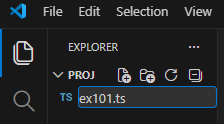 File Edit Selection View
EXPLORER
PROJ
TS ex101.ts